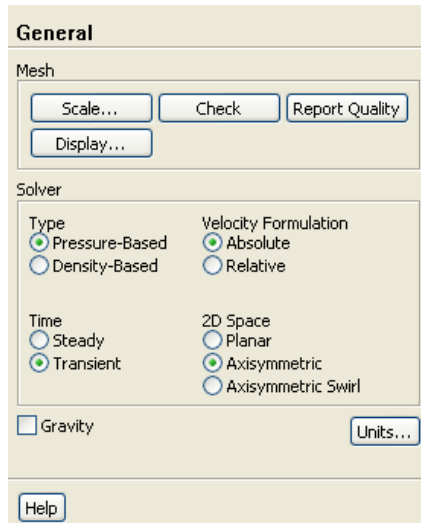 General
Mesh
Scale... Check Report Quality
Display...
Solver
Type Velocity Formulation
Pressure-Based Absolute
Density-Based Relative
Time 2D Space
Steady Planar
Transient Axisymmetric
Axisymmetric Swirl
Gravity Units...
Help